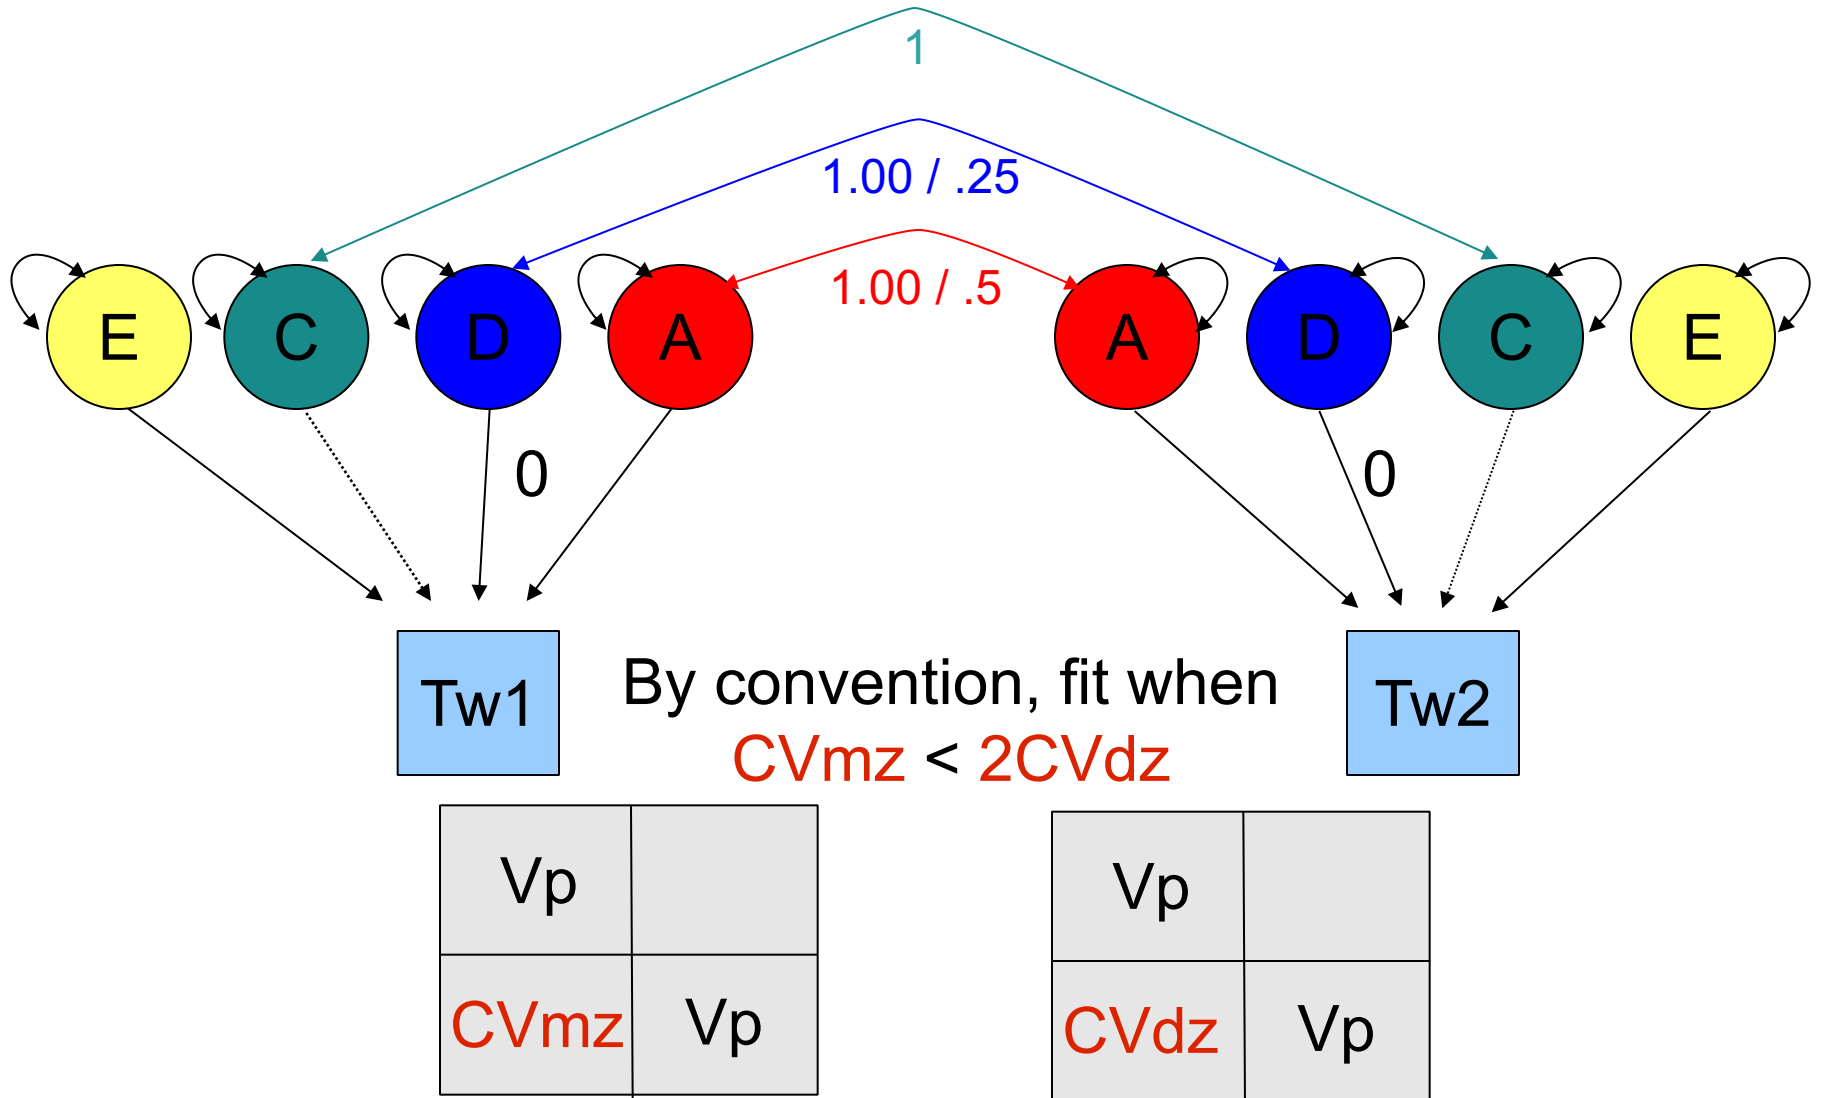 1
1.00 / .25
1.00 / .5
E C D A A D C E
0 0
Tw1 By convention, fit when Tw2
CVmz < 2CVdz
Vp Vp
CVmz Vp CVdz Vp